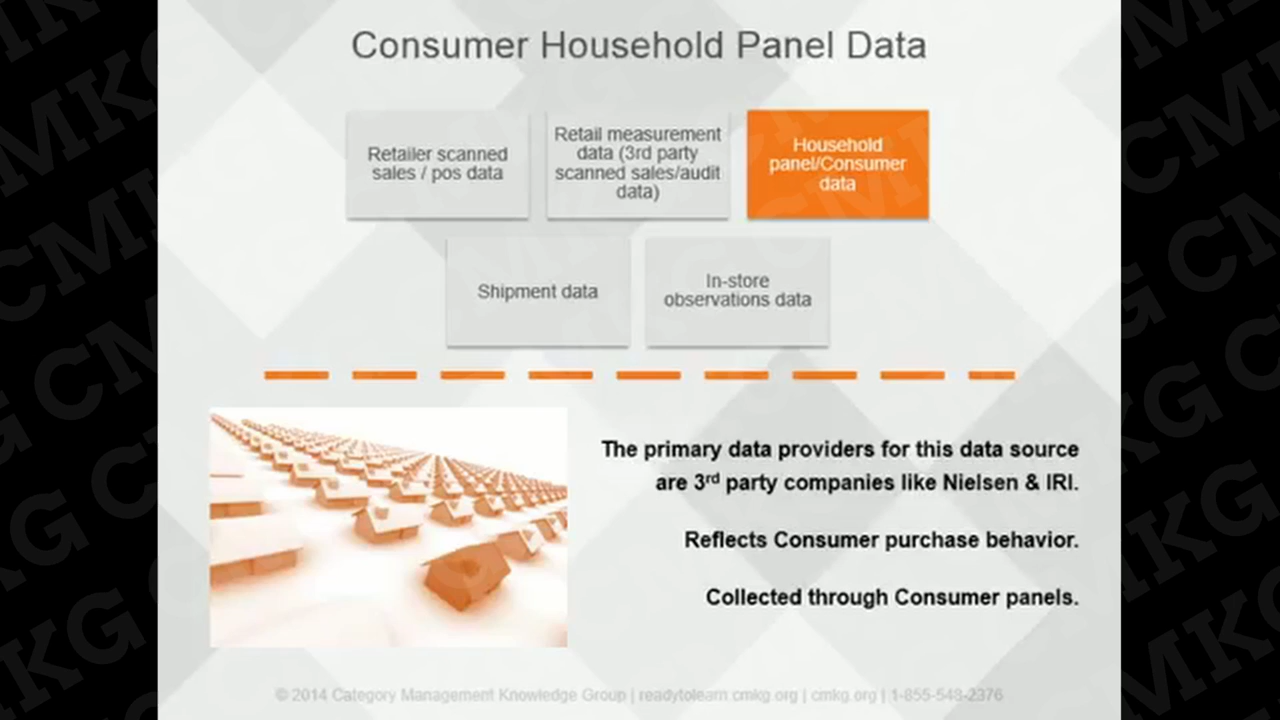 Consumer Household Panel Data
Retailer scanned
sales / pos data
Retail measurement
data (3rd party
scanned sales/audit
data)
Household
panel/Consumer
data
Shipment data
In-store
observations data
The primary data providers for this data source
are 3rd party companies like Nielsen & IRI.
Reflects Consumer purchase behavior.
Collected through Consumer panels.
© 2014 Category Management Knowledge Group | readytolearn.cmkg.org | cmkg.org | 1-855-548-2376